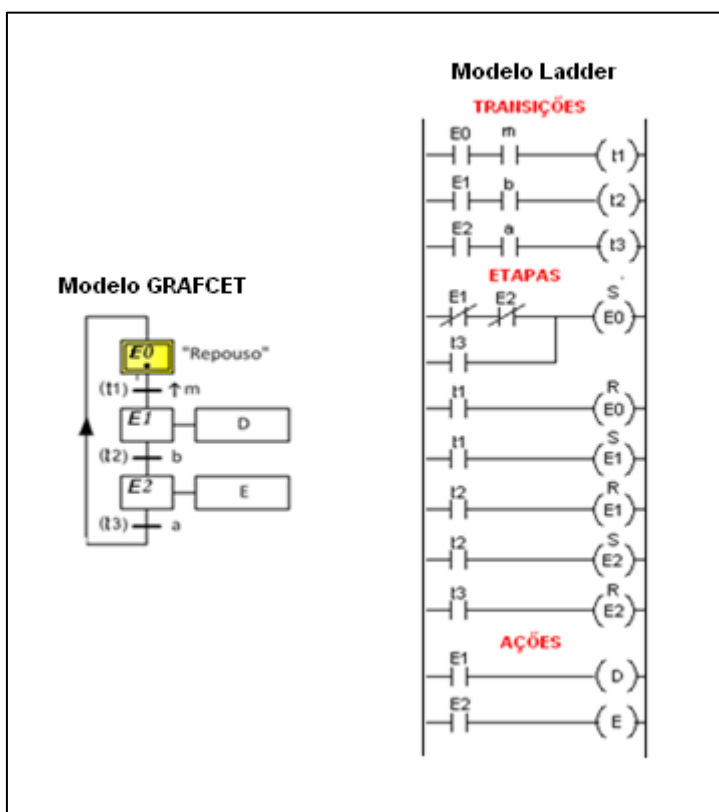 Modelo GRAFCET
E0 "Repouso"
(t1) ↑m
E1 D
(t2) b
E2 E
(t3) a
Modelo Ladder
TRANSIÇÕES
E0 m
(t1)
E1 b
(t2)
E2 a
(t3)
ETAPAS
E1 E2 S
(E0)
t3
t1 R
(E0)
t1 S
(E1)
t2 R
(E1)
t2 S
(E2)
t3 R
(E2)
AÇÕES
E1
(D)
E2
(E)